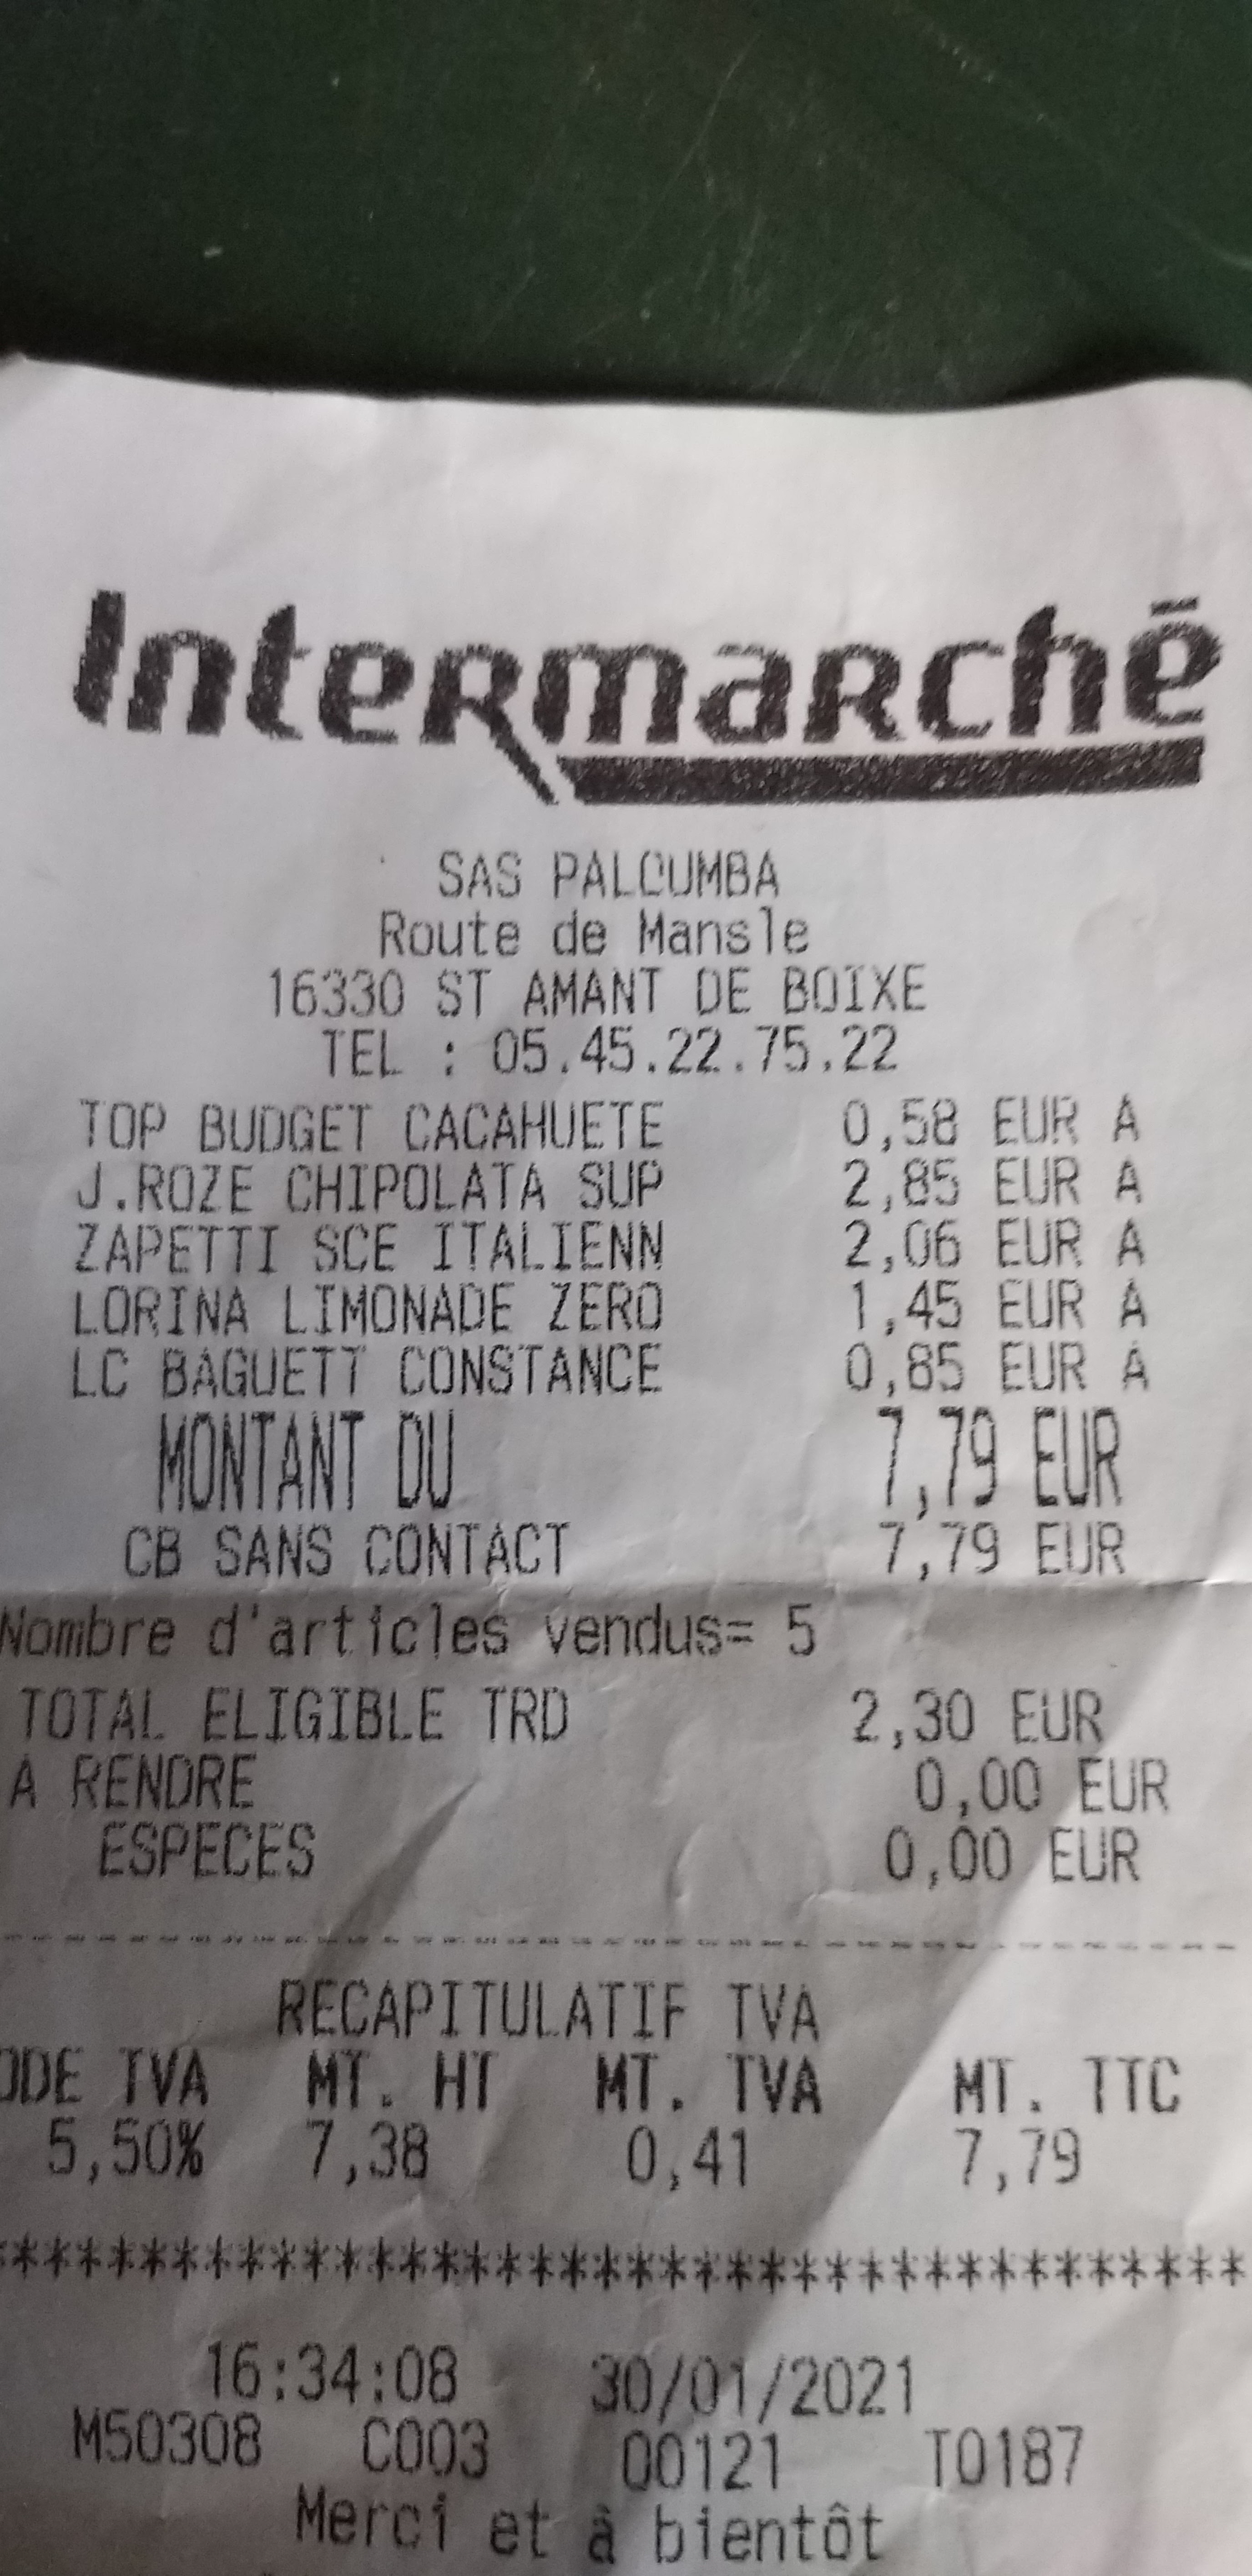 Intermarché
SAS PALOUMBA
Route de Mansle
16330 ST AMANT DE BOIXE
TEL : 05.45.22.75.22
TOP BUDGET CACAHUETE 0,58 EUR A
J.ROZE CHIPOLATA SUP 2,85 EUR A
ZAPETTI SCE ITALIENN 2,06 EUR A
LORINA LIMONADE ZERO 1,45 EUR A
LC BAGUETT CONSTANCE 0,85 EUR A
MONTANT DU 7,79 EUR
CB SANS CONTACT 7,79 EUR
Nombre d'articles vendus= 5
TOTAL ELIGIBLE TRD 2,30 EUR
A RENDRE 0,00 EUR
ESPECES 0,00 EUR
RECAPITULATIF TVA
ODE TVA MT. HT MT. TVA MT. TTC
5,50% 7,38 0,41 7,79
**************************************
16:34:08 30/01/2021
M50308 C003 00121 T0187
Merci et à bientôt